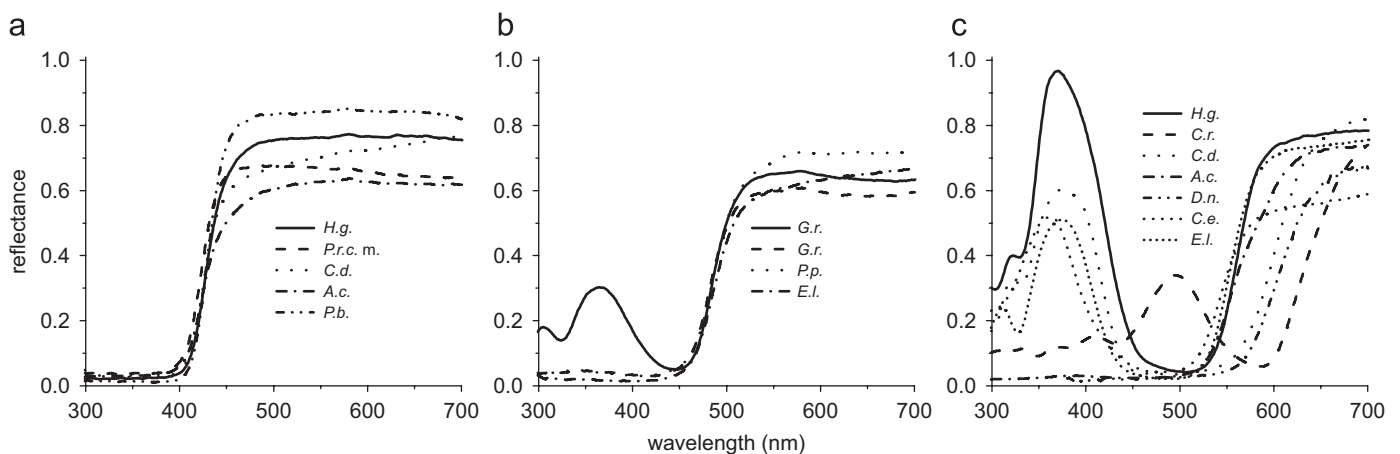 a
b
c
1.0
0.8
0.6
0.4
0.2
0.0
reflectance
300
400
500
600
700
H.g.
P.r.c. m.
C.d.
A.c.
P.b.
1.0
0.8
0.6
0.4
0.2
0.0
300
400
500
600
700
G.r.
G.r.
P.p.
E.l.
wavelength (nm)
1.0
0.8
0.6
0.4
0.2
0.0
300
400
500
600
700
H.g.
C.r.
C.d.
A.c.
D.n.
C.e.
E.l.